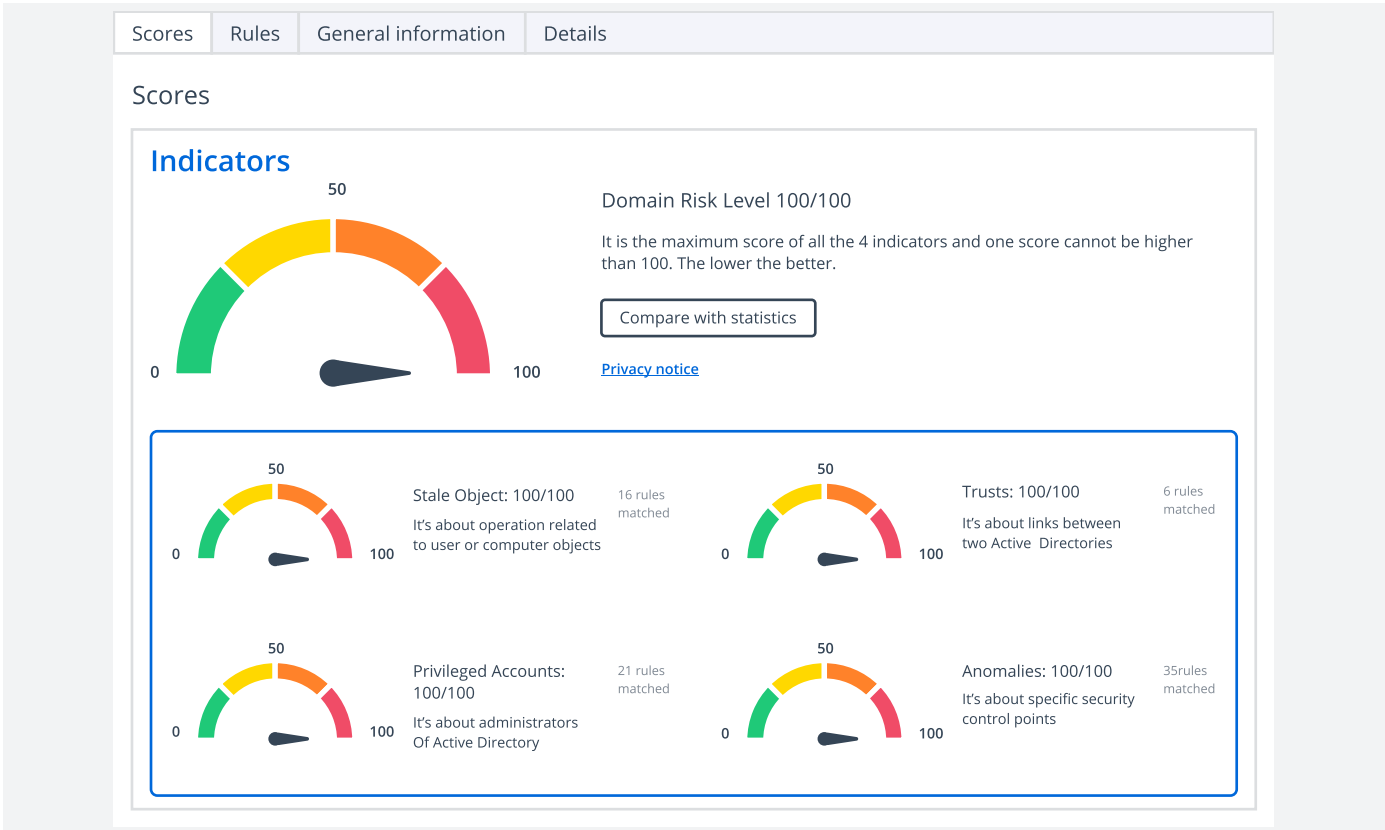 Scores
Rules
General information
Details
Scores
Indicators
50
0
100
Domain Risk Level 100/100
It is the maximum score of all the 4 indicators and one score cannot be higher
than 100. The lower the better.
Compare with statistics
Privacy notice
50
0
100
Stale Object: 100/100
It’s about operation related
to user or computer objects
16 rules
matched
50
0
100
Trusts: 100/100
It’s about links between
two Active  Directories
6 rules
matched
50
0
100
Privileged Accounts:
100/100
It’s about administrators
Of Active Directory
21 rules
matched
50
0
100
Anomalies: 100/100
It’s about specific security
control points
35rules
matched